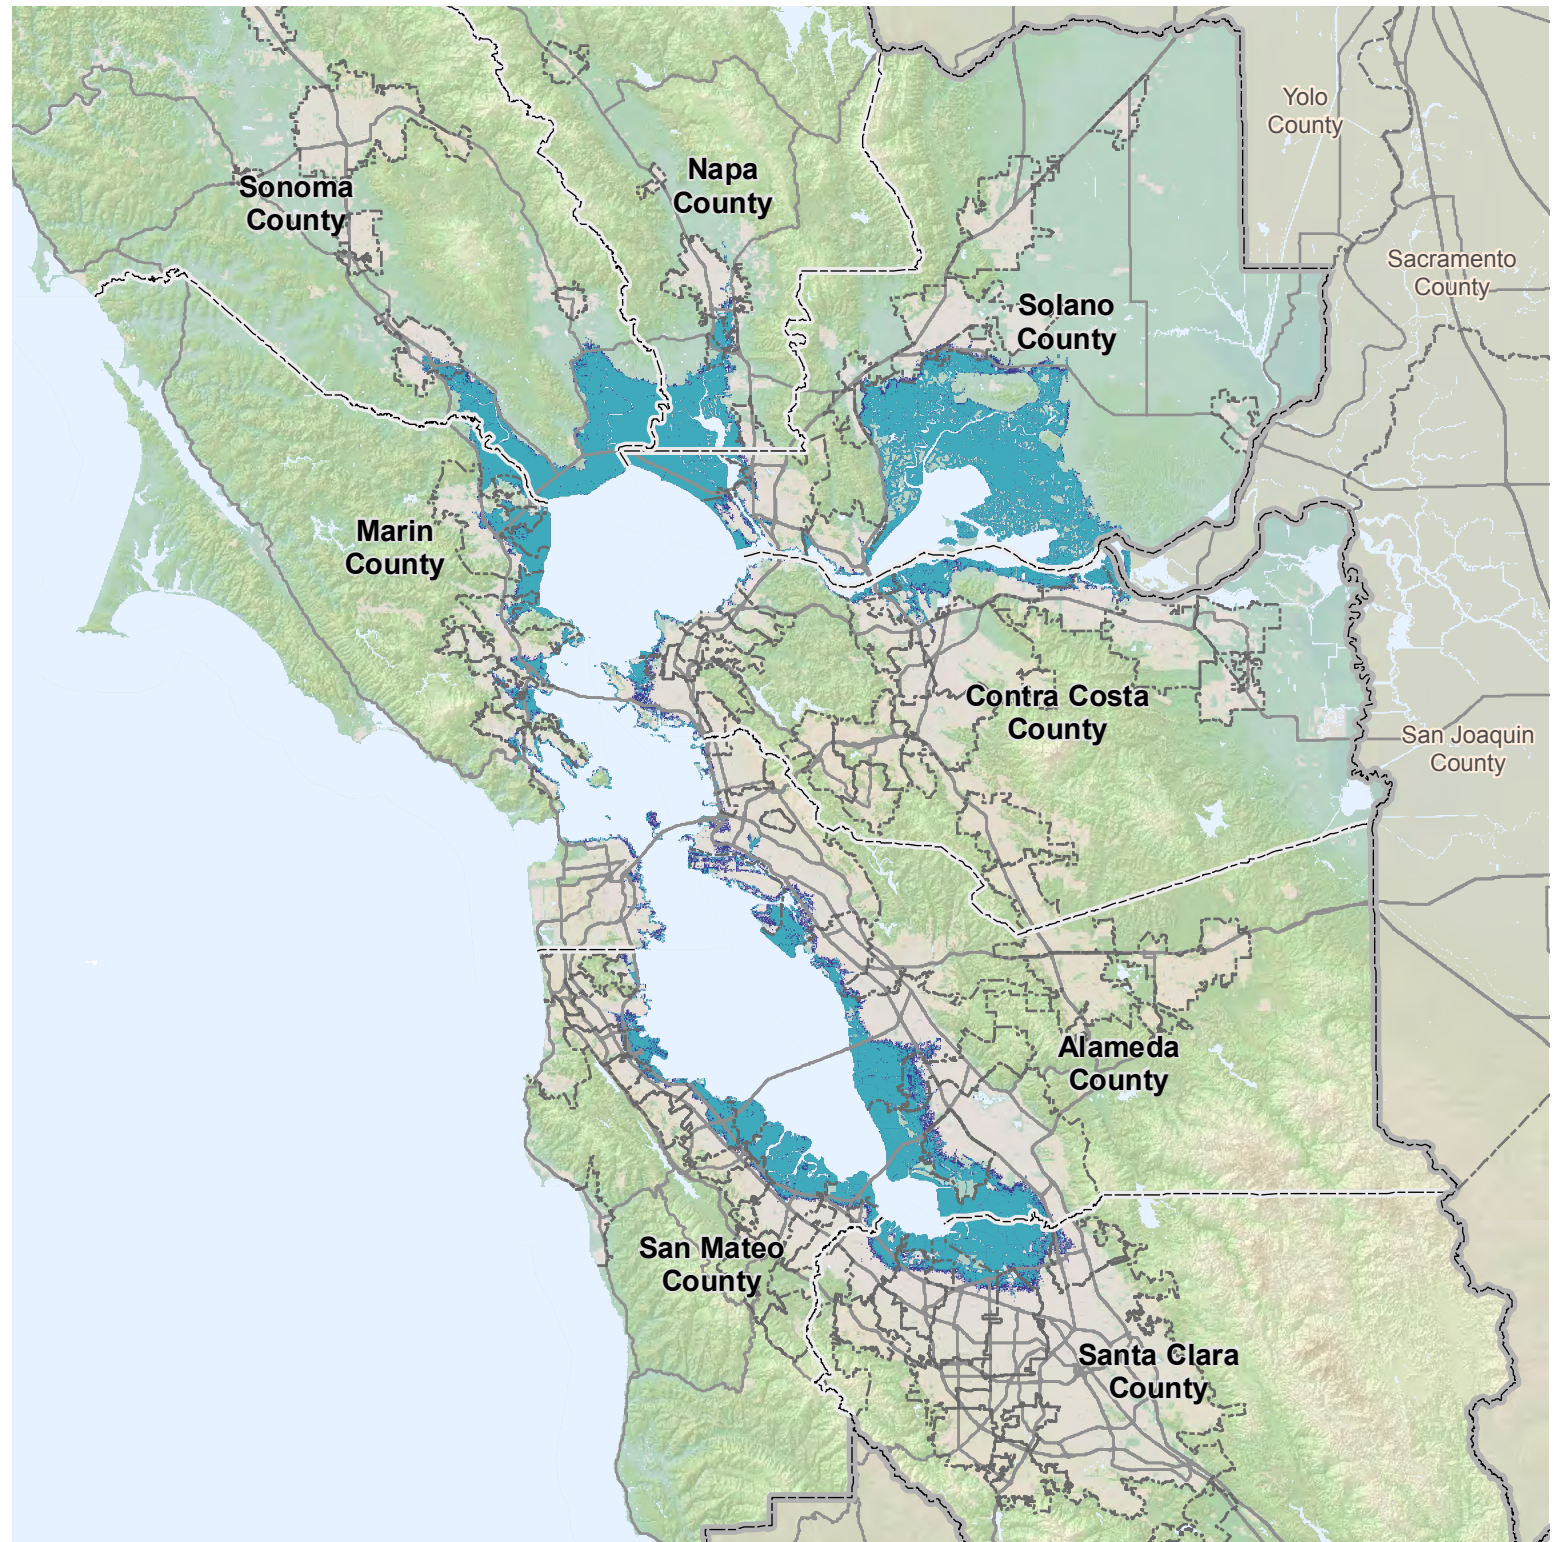 Yolo
County
Napa
County
Sonoma
County
Sacramento
County
Solano
County
Marin
County
Contra Costa
County
San Joaquin
County
Alameda
County
San Mateo
County
Santa Clara
County